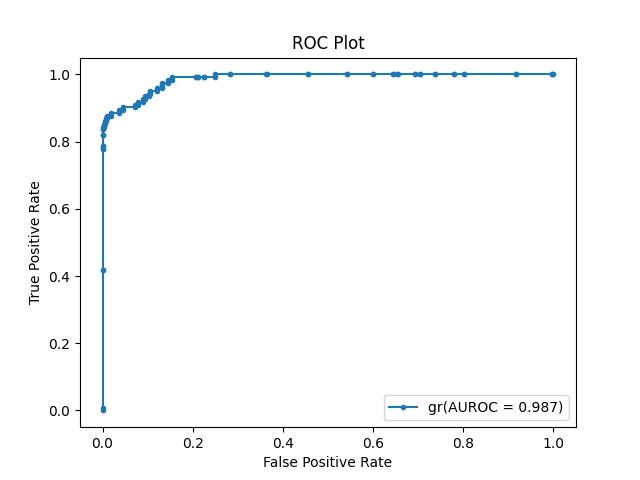 ROC Plot
1.0
0.8
0.6
0.4
0.2
0.0
True Positive Rate
gr(AUROC = 0.987)
0.0 0.2 0.4 0.6 0.8 1.0
False Positive Rate